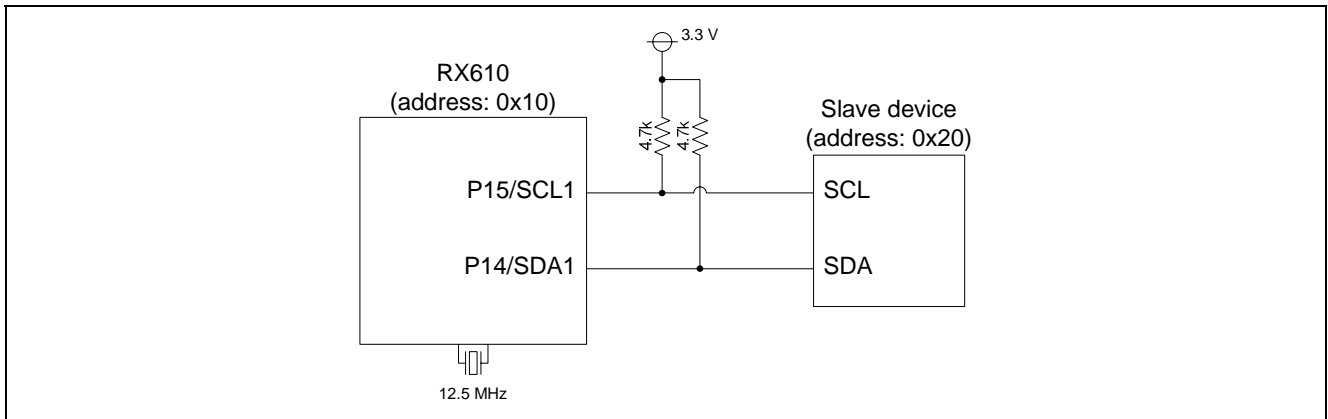 3.3 V
RX610
(address: 0x10)
4.7k
4.7k
Slave device
(address: 0x20)
P15/SCL1
SCL
P14/SDA1
SDA
12.5 MHz